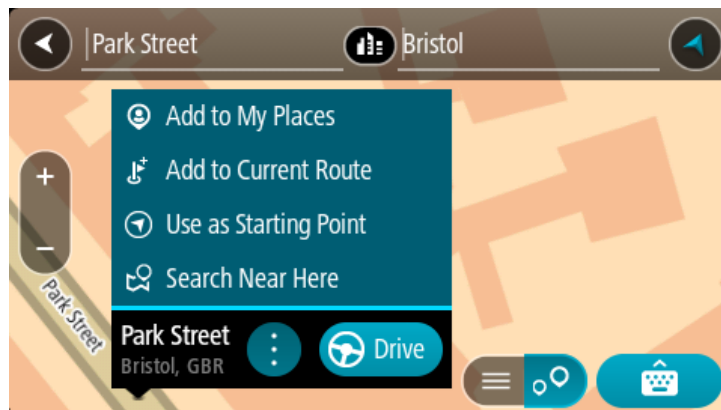 Park Street
Bristol
Add to My Places
Add to Current Route
Use as Starting Point
Search Near Here
+
−
Park Street
Park Street
Bristol, GBR
Drive